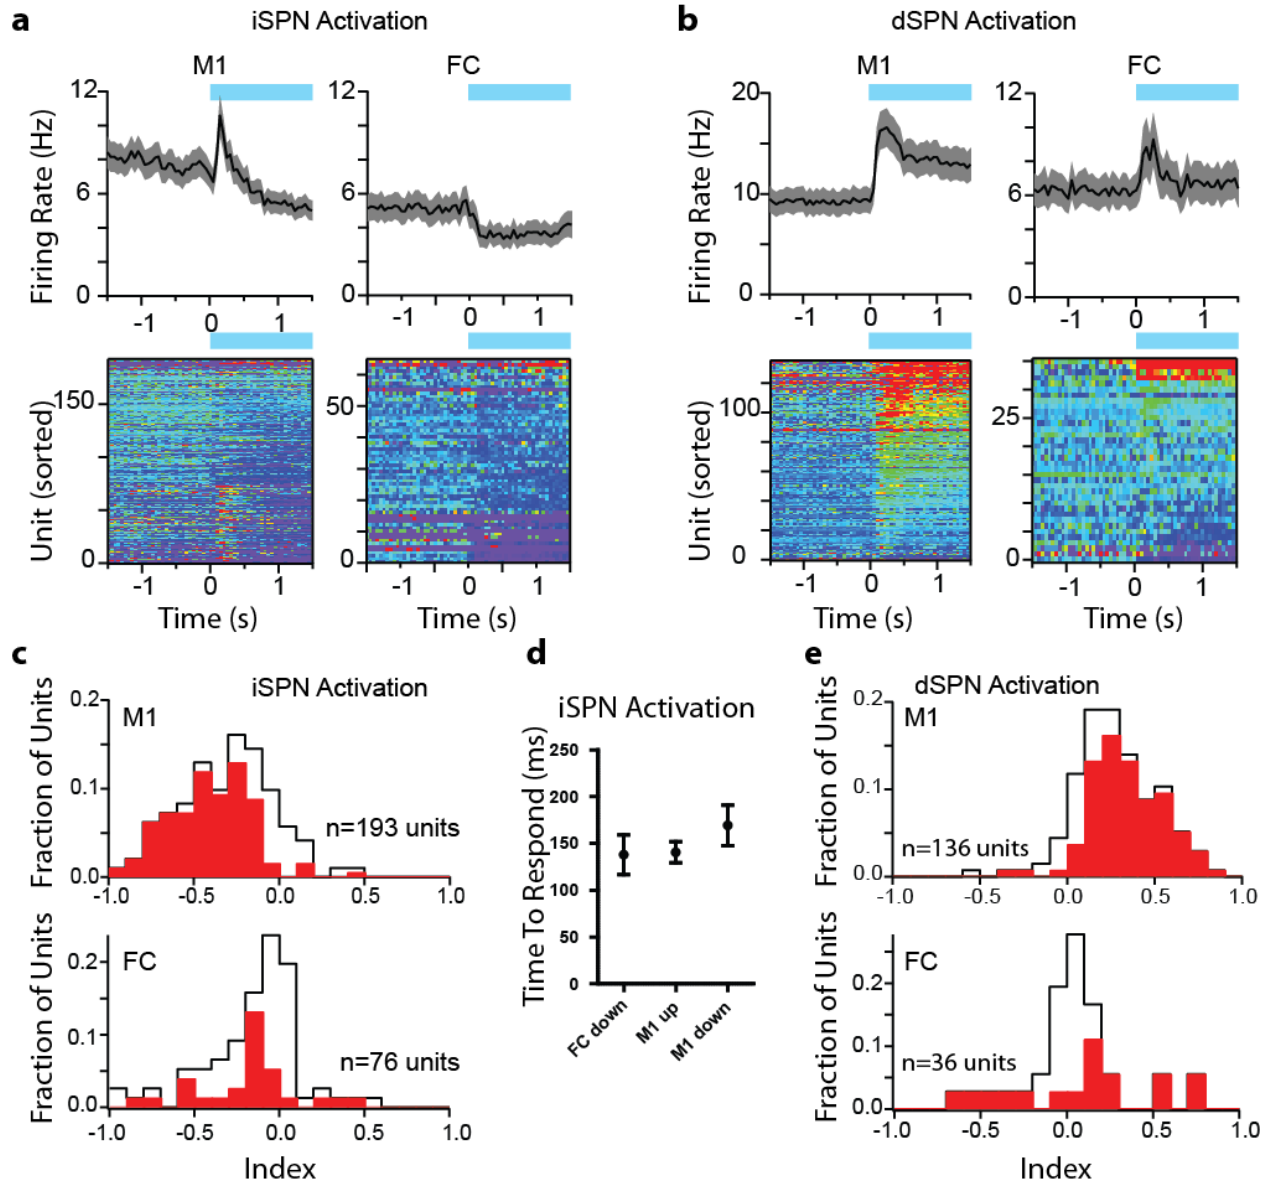 a
iSPN Activation
b
dSPN Activation
M1
FC
M1
FC
Firing Rate (Hz)
12
6
0
-1 0 1
12
6
0
-1 0 1
Firing Rate (Hz)
20
10
0
-1 0 1
12
6
0
-1 0 1
Unit (sorted)
150
0
-1 0 1
Time (s)
50
0
-1 0 1
Time (s)
Unit (sorted)
100
0
-1 0 1
Time (s)
25
0
-1 0 1
Time (s)
c
iSPN Activation
Fraction of Units
0.2
0.1
0.0
M1
n=193 units
-1.0 -0.5 0.0 0.5 1.0
Fraction of Units
0.2
0.1
0.0
FC
n=76 units
-1.0 -0.5 0.0 0.5 1.0
Index
d
iSPN Activation
Time To Respond (ms)
250
200
150
100
50
0
FC down
M1 up
M1 down
e
dSPN Activation
Fraction of Units
0.2
0.1
0.0
M1
n=136 units
-1.0 -0.5 0.0 0.5 1.0
Fraction of Units
0.2
0.1
0.0
FC
n=36 units
-1.0 -0.5 0.0 0.5 1.0
Index